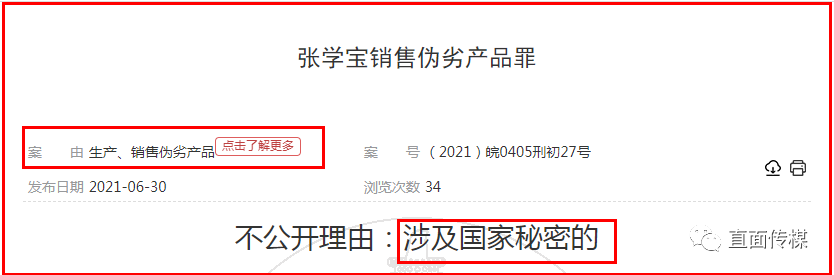 张学宝销售伪劣产品罪
案 由 生产、销售伪劣产品 点击了解更多 案 号 （2021）皖0405刑初27号
发布日期 2021-06-30 浏览次数 34
不公开理由：涉及国家秘密的
直面传媒